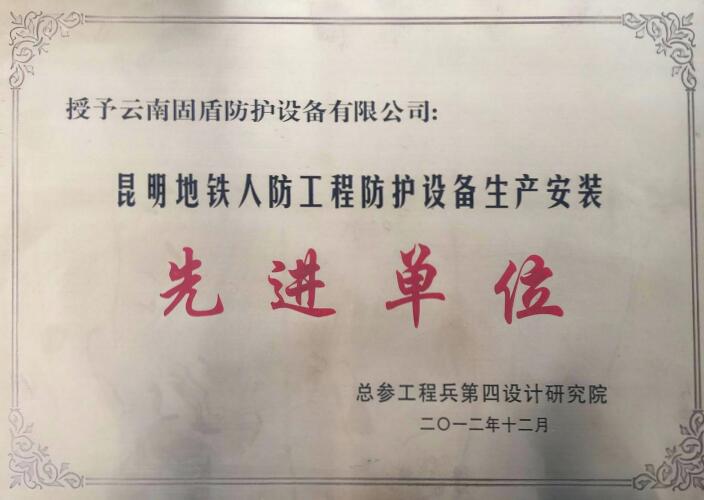 授予云南固盾防护设备有限公司:
昆明地铁人防工程防护设备生产安装
先进单位
总参工程兵第四设计研究院
二〇一二年十二月